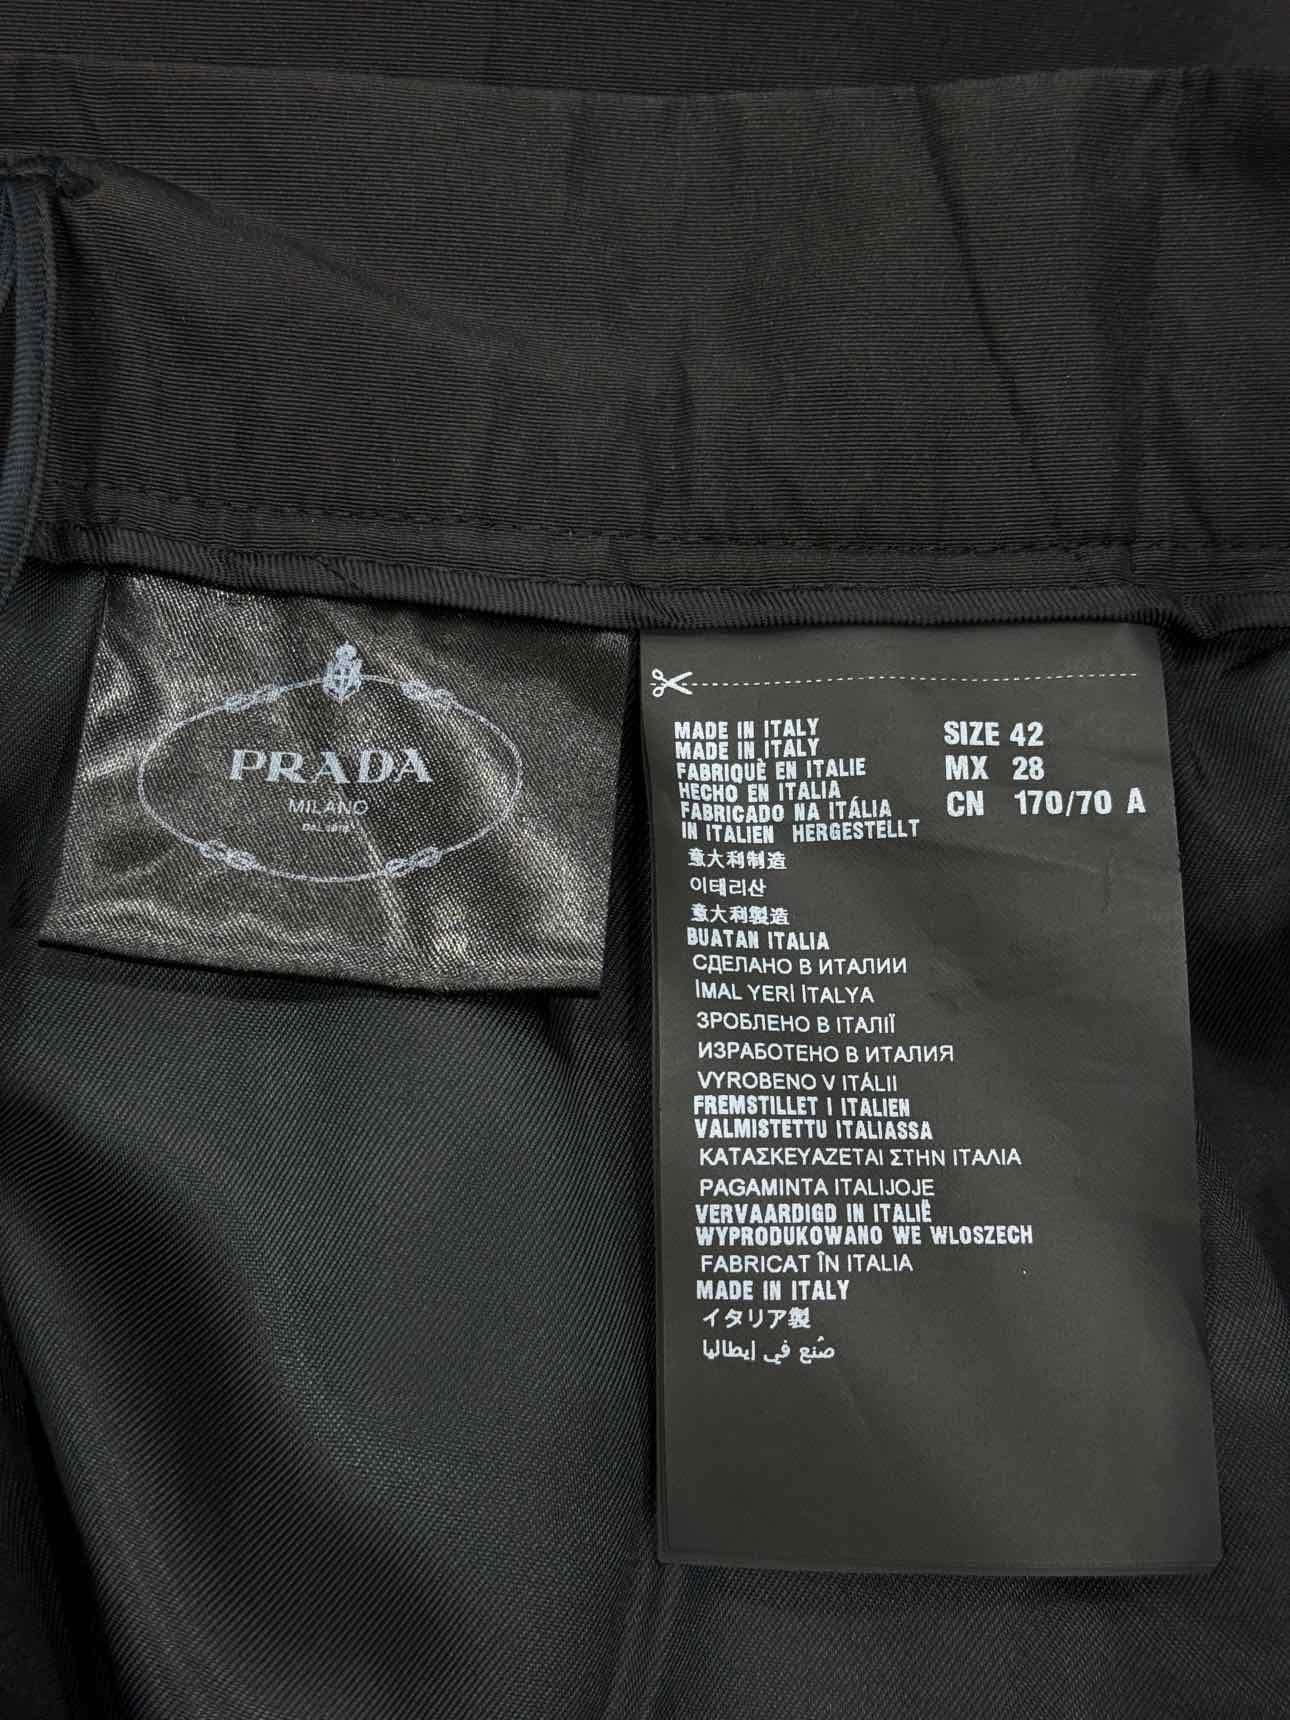 PRADA
MILANO
DAL 1913
MADE IN ITALY
MADE IN ITALY
FABRIQUÈ EN ITALIE
HECHO EN ITALIA
FABRICADO NA ITÁLIA
IN ITALIEN HERGESTELLT
意大利制造
이태리산
意大利製造
BUATAN ITALIA
СДЕЛАНО В ИТАЛИИ
İMAL YERİ İTALYA
ЗРОБЛЕНО В ІТАЛІЇ
ИЗРАБОТЕНО В ИТАЛИЯ
VYROBENO V ITÁLII
FREMSTILLET I ITALIEN
VALMISTETTU ITALIASSA
ΚΑΤΑΣΚΕΥΑΖΕΤΑΙ ΣΤΗΝ ΙΤΑΛΙΑ
PAGAMINTA ITALIJOJE
VERVAARDIGD IN ITALIË
WYPRODUKOWANO WE WLOSZECH
FABRICAT ÎN ITALIA
MADE IN ITALY
イタリア製
صُنع في إيطاليا
SIZE 42
MX 28
CN 170/70 A